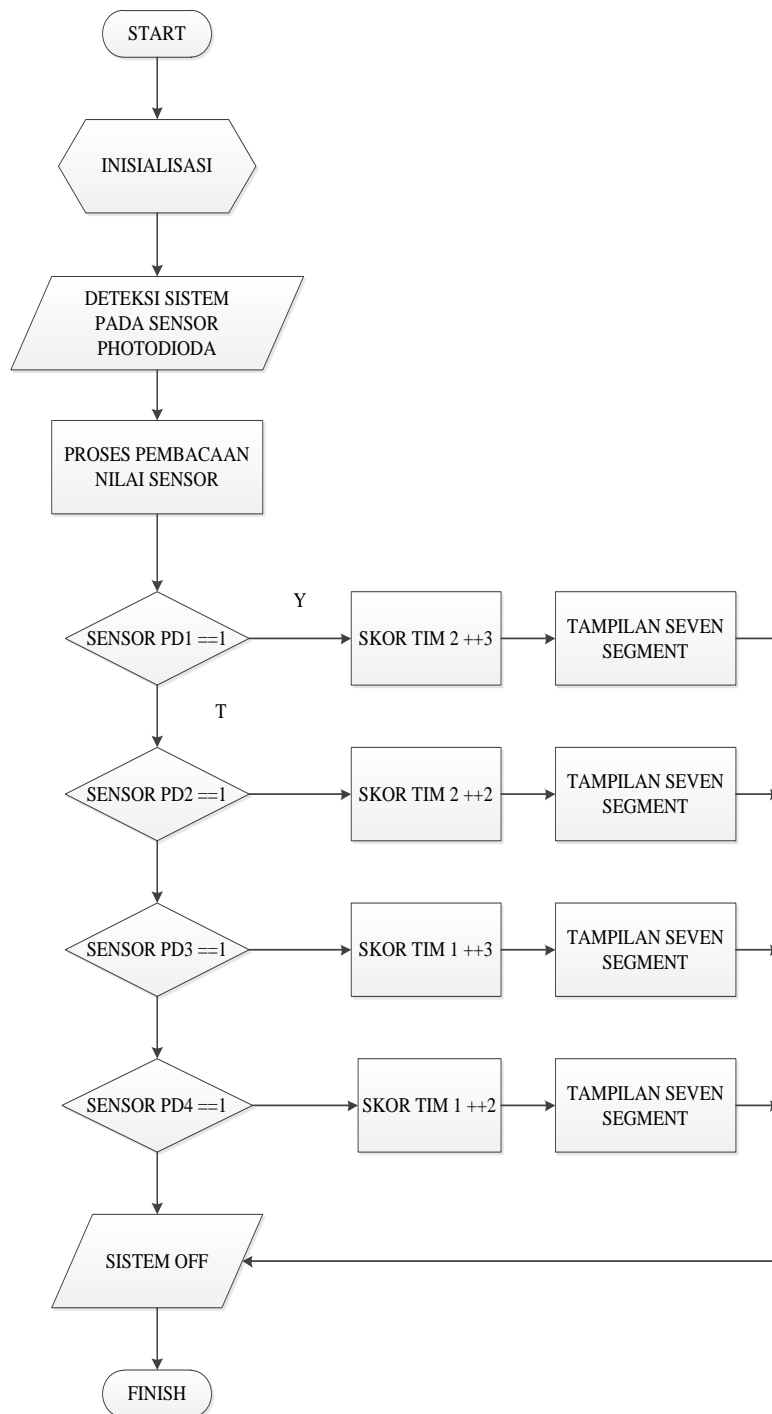 START
INISIALISASI
DETEKSI SISTEM
PADA SENSOR
PHOTODIODA
PROSES PEMBACAAN
NILAI SENSOR
SENSOR PD1 ==1
Y
SKOR TIM 2 ++3
TAMPILAN SEVEN
SEGMENT
T
SENSOR PD2 ==1
SKOR TIM 2 ++2
TAMPILAN SEVEN
SEGMENT
SENSOR PD3 ==1
SKOR TIM 1 ++3
TAMPILAN SEVEN
SEGMENT
SENSOR PD4 ==1
SKOR TIM 1 ++2
TAMPILAN SEVEN
SEGMENT
SISTEM OFF
FINISH